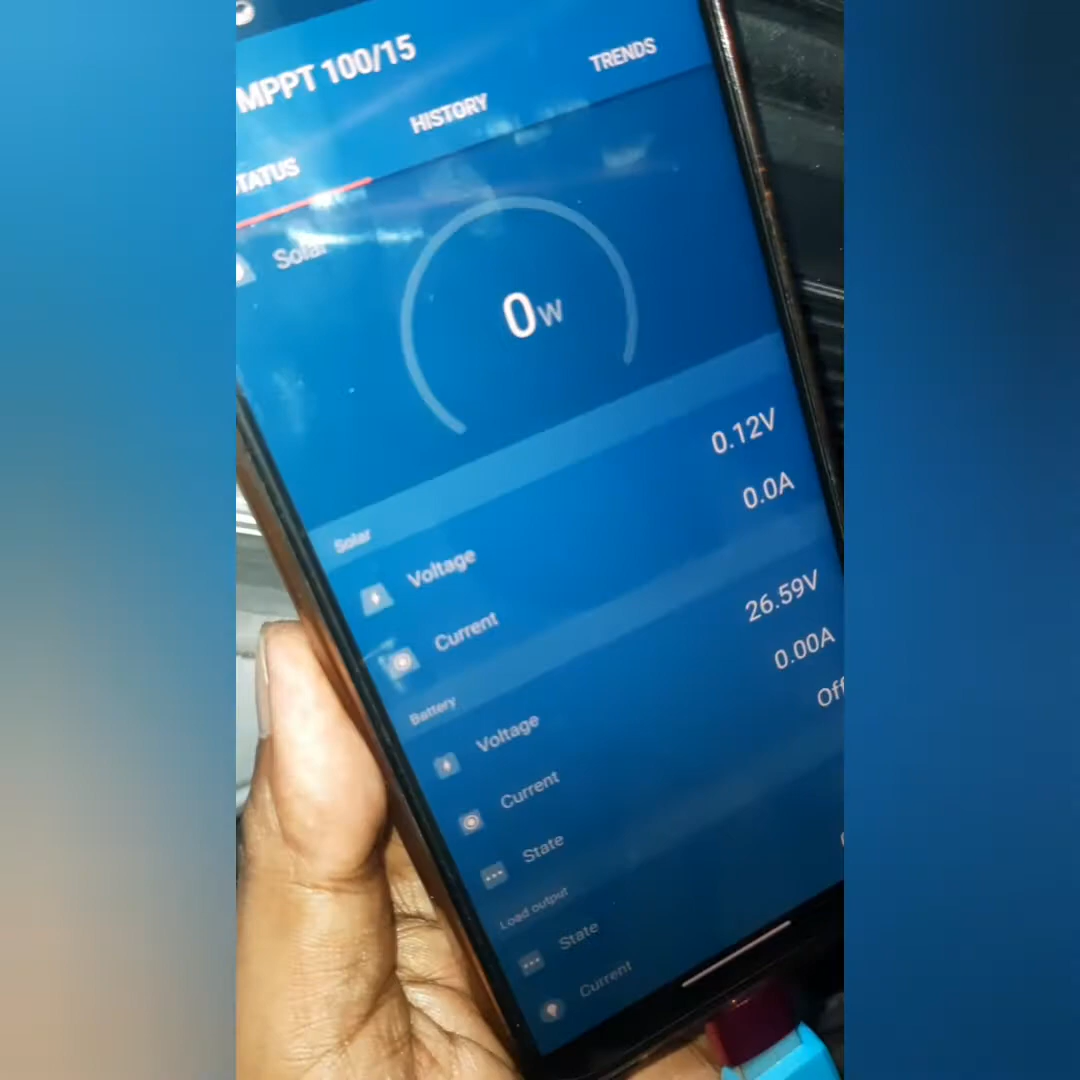 MPPT 100/15
STATUS HISTORY TRENDS
Solar
0W
Solar
Voltage 0.12V
Current 0.0A
Battery
Voltage 26.59V
Current 0.00A
State Off
Load output
State
Current